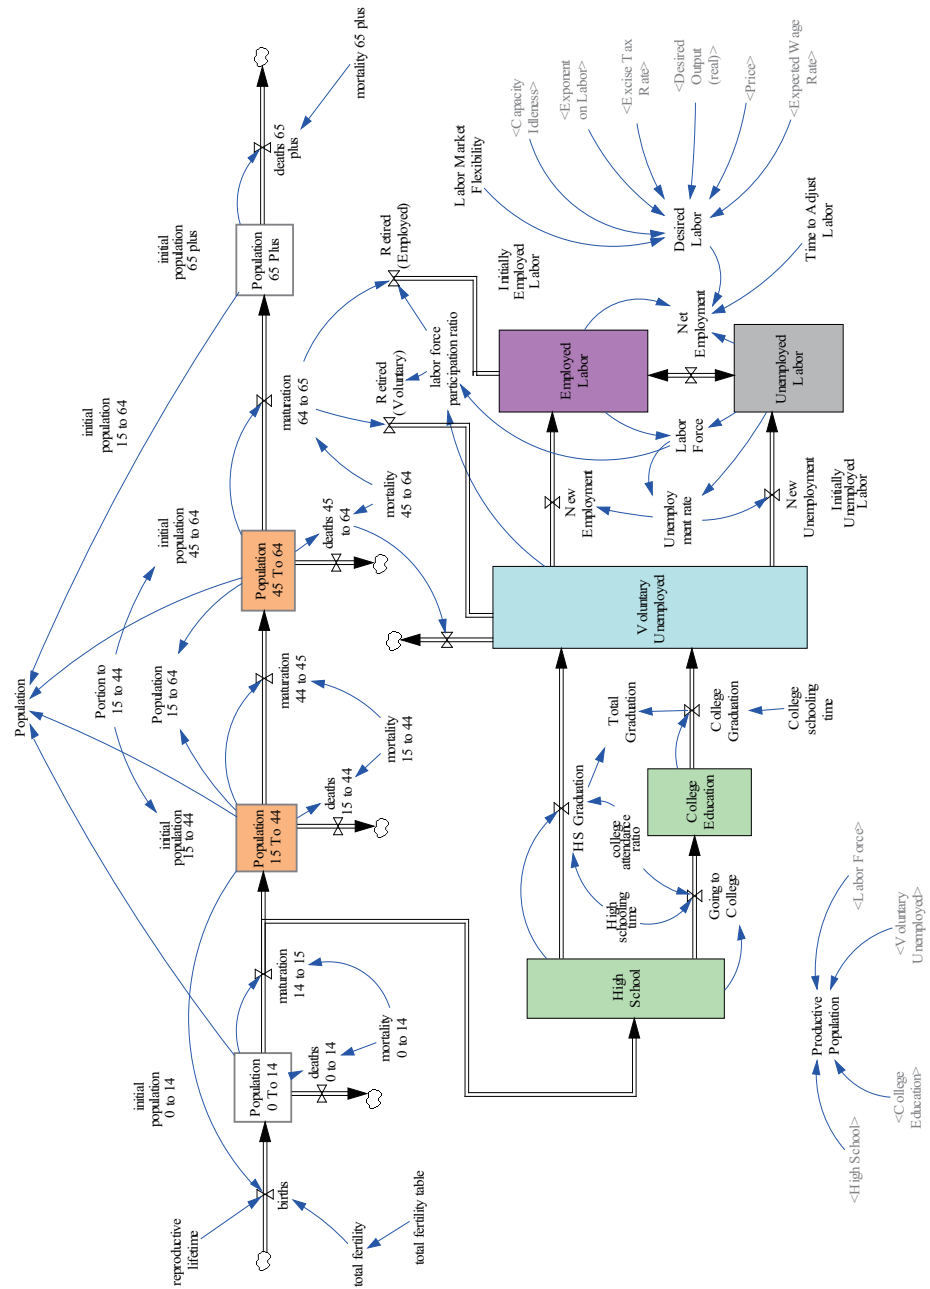 Population
initial
population
15 to 64
initial
population
65 plus
mortality 65 plus
Portion to
15 to 44
initial
population
45 to 64
initial
population
15 to 44
Population
15 to 64
initial
population
0 to 14
reproductive
lifetime
births
Population
0 To 14
maturation
14 to 15
Population
15 To 44
maturation
44 to 45
Population
45 To 64
maturation
64 to 65
Population
65 Plus
deaths 65
plus
total fertility
total fertility table
deaths
0 to 14
mortality
0 to 14
deaths
15 to 44
mortality
15 to 44
deaths 45
to 64
mortality
45 to 64
Retired
(Voluntary)
Retired
(Employed)
labor force
participation ratio
Initially
Employed
Labor
Labor Market
Flexibility
<Capacity
Idleness>
<Exponent
on Labor>
<Excise Tax
Rate>
<Desired
Output
(real)>
<Price>
<Expected Wage
Rate>
High
School
HS Graduation
Total
Graduation
college
attendance
ratio
High
schooling
time
Going to
College
College
Education
College
Graduation
College
schooling
time
Voluntary
Unemployed
New
Employment
Employed
Labor
Unemploy
ment rate
Labor
Force
Net
Employment
Desired
Labor
Time to Adjust
Labor
New
Unemployment
Unemployed
Labor
Initially
Unemployed
Labor
<High School>
<College
Education>
Productive
Population
<Labor Force>
<Voluntary
Unemployed>